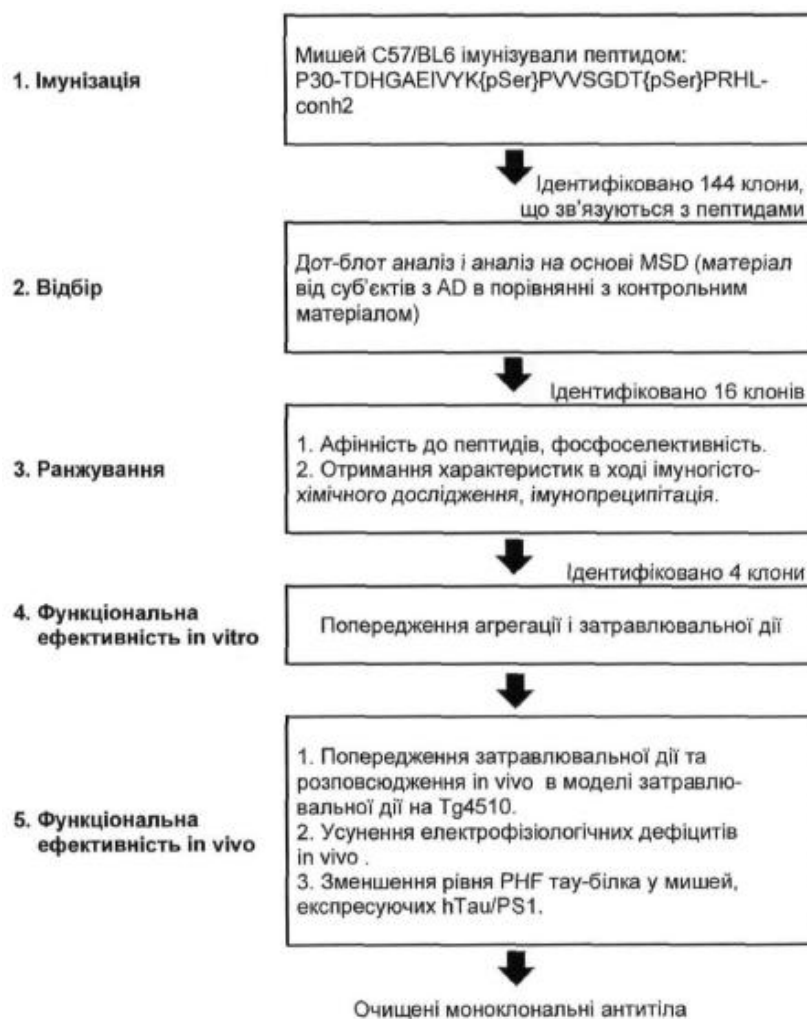 1. Імунізація
Мишей C57/BL6 імунізували пептидом:
P30-TDHGAEIVYK{pSer}PVVSGDT{pSer}PRHL-
conh2
Ідентифіковано 144 клони,
що зв'язуються з пептидами
2. Відбір
Дот-блот аналіз і аналіз на основі MSD (матеріал
від суб'єктів з AD в порівнянні з контрольним
матеріалом)
Ідентифіковано 16 клонів
3. Ранжування
1. Афінність до пептидів, фосфоселективність.
2. Отримання характеристик в ході імуногісто-
хімічного дослідження, імунопреципітація.
Ідентифіковано 4 клони
4. Функціональна
ефективність in vitro
Попередження агрегації і затравлювальної дії
5. Функціональна
ефективність in vivo
1. Попередження затравлювальної дії та
розповсюдження in vivo в моделі затравлю-
вальної дії на Tg4510.
2. Усунення електрофізіологічних дефіцитів
in vivo .
3. Зменшення рівня PHF тау-білка у мишей,
експресуючих hTau/PS1.
Очищені моноклональні антитіла